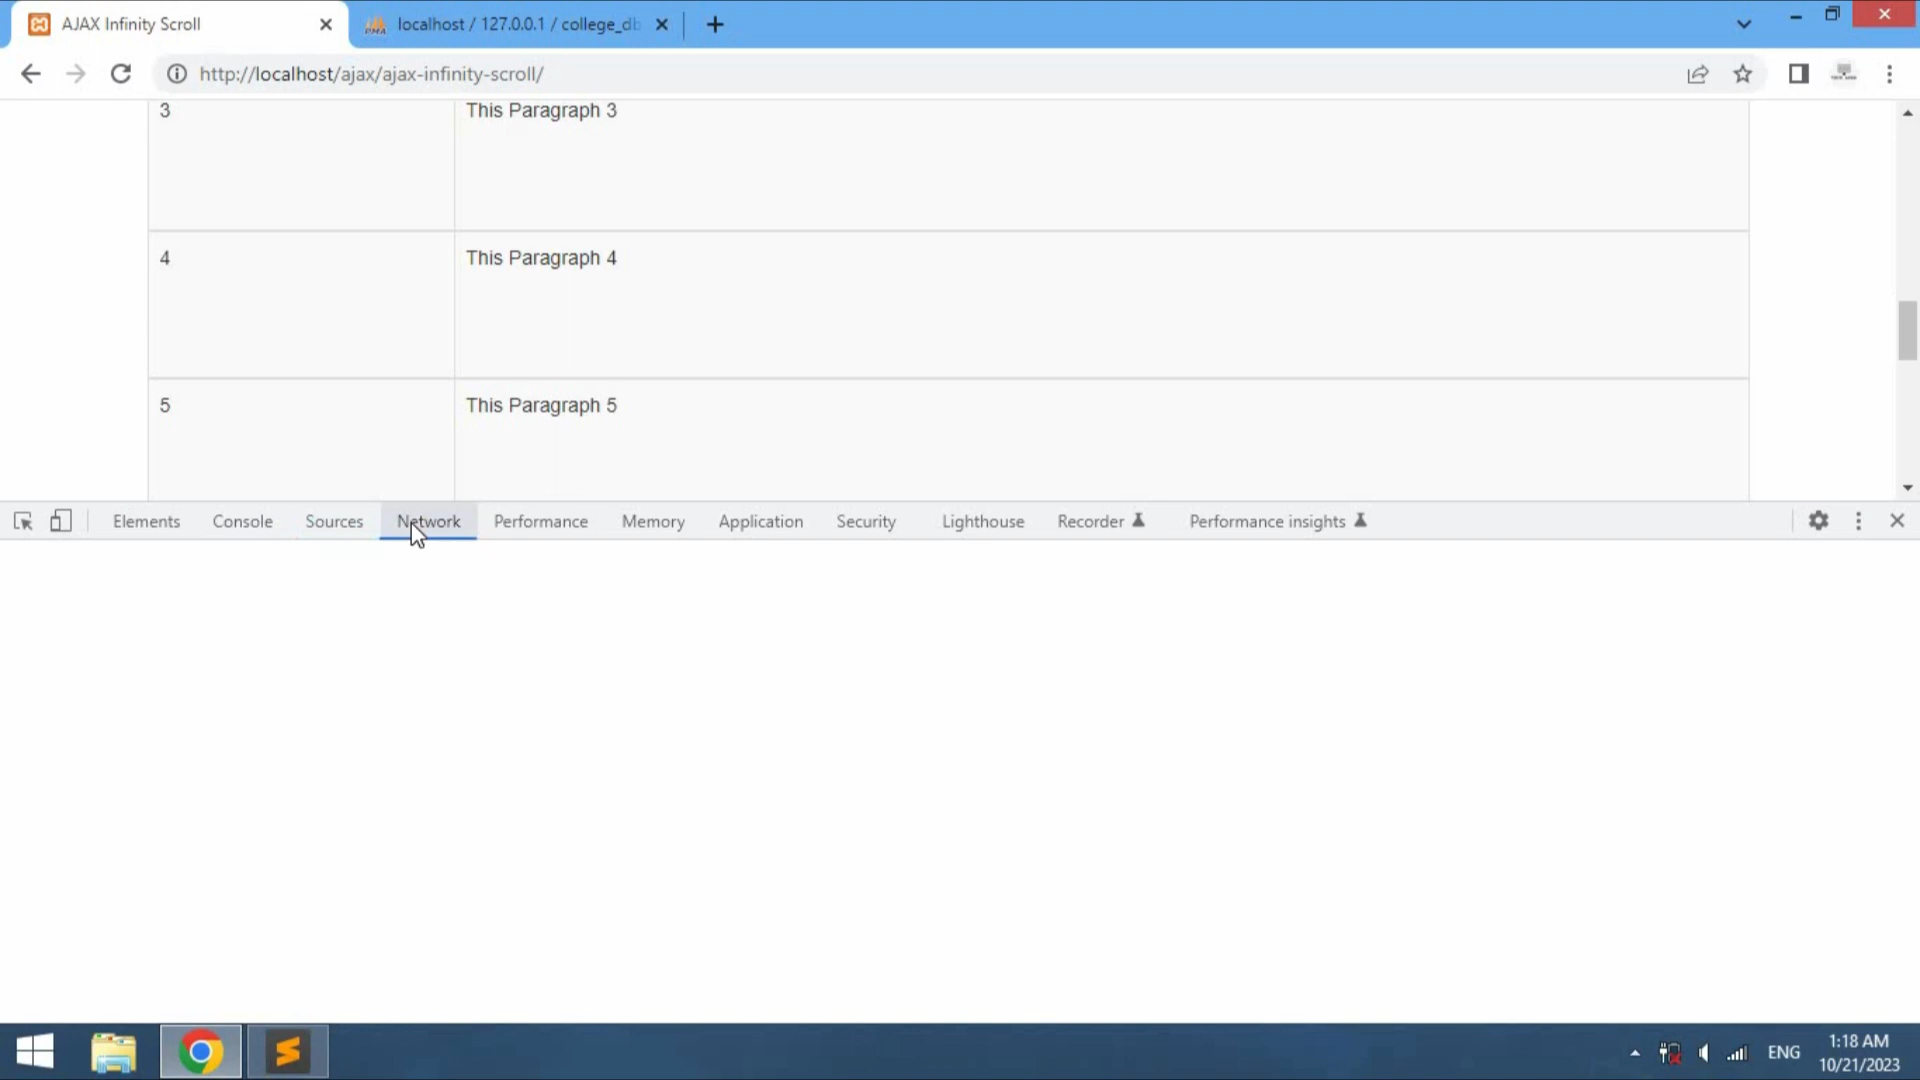 AJAX Infinity Scroll
localhost / 127.0.0.1 / college_db
PMA
http://localhost/ajax/ajax-infinity-scroll/
3 This Paragraph 3
4 This Paragraph 4
5 This Paragraph 5
Elements Console Sources Network Performance Memory Application Security Lighthouse Recorder Performance insights
ENG
1:18 AM
10/21/2023